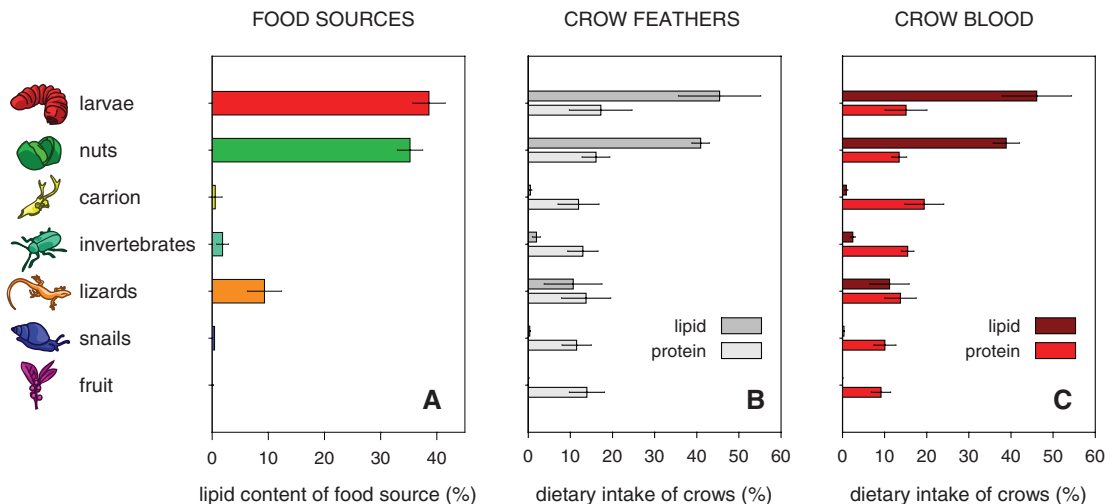 FOOD SOURCES
CROW FEATHERS
CROW BLOOD
larvae
nuts
carrion
invertebrates
lizards
snails
fruit
lipid
protein
lipid
protein
A
B
C
0 10 20 30 40
0 10 20 30 40 50 60
0 10 20 30 40 50 60
lipid content of food source (%)
dietary intake of crows (%)
dietary intake of crows (%)